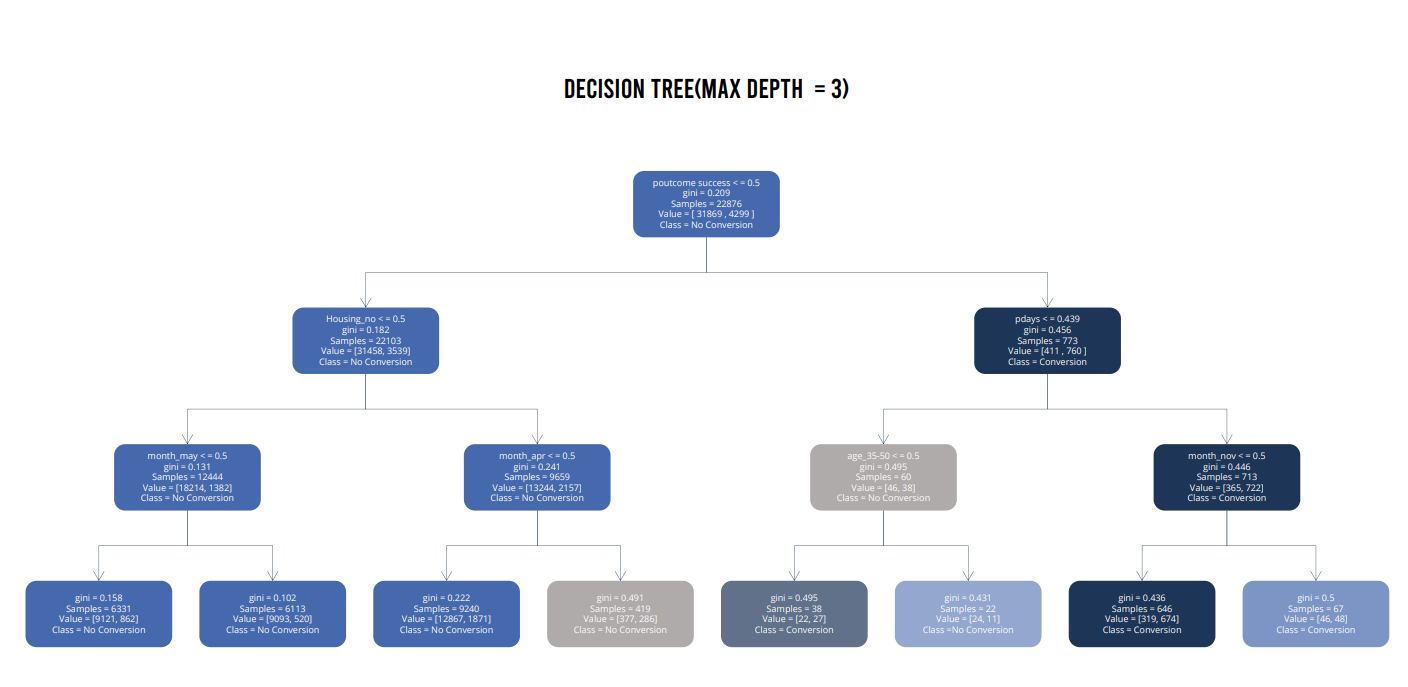 DECISION TREE(MAX DEPTH = 3)
poutcome success < = 0.5
gini = 0.209
Samples = 22876
Value = [ 31869 , 4299 ]
Class = No Conversion
Housing_no < = 0.5
gini = 0.182
Samples = 22103
Value = [31458, 3539]
Class = No Conversion
pdays < = 0.439
gini = 0.456
Samples = 773
Value = [411 , 760 ]
Class = Conversion
month_may < = 0.5
gini = 0.131
Samples = 12444
Value = [18214, 1382]
Class = No Conversion
month_apr < = 0.5
gini = 0.241
Samples = 9659
Value = [13244, 2157]
Class = No Conversion
age_35-50 < = 0.5
gini = 0.495
Samples = 60
Value = [46, 38]
Class = No Conversion
month_nov < = 0.5
gini = 0.446
Samples = 713
Value = [365, 722]
Class = Conversion
gini = 0.158
Samples = 6331
Value = [9121, 862]
Class = No Conversion
gini = 0.102
Samples = 6113
Value = [9093, 520]
Class = No Conversion
gini = 0.222
Samples = 9240
Value = [12867, 1871]
Class = No Conversion
gini = 0.491
Samples = 419
Value = [377, 286]
Class = No Conversion
gini = 0.495
Samples = 38
Value = [22, 27]
Class = Conversion
gini = 0.431
Samples = 22
Value = [24, 11]
Class =No Conversion
gini = 0.436
Samples = 646
Value = [319, 674]
Class = Conversion
gini = 0.5
Samples = 67
Value = [46, 48]
Class = Conversion